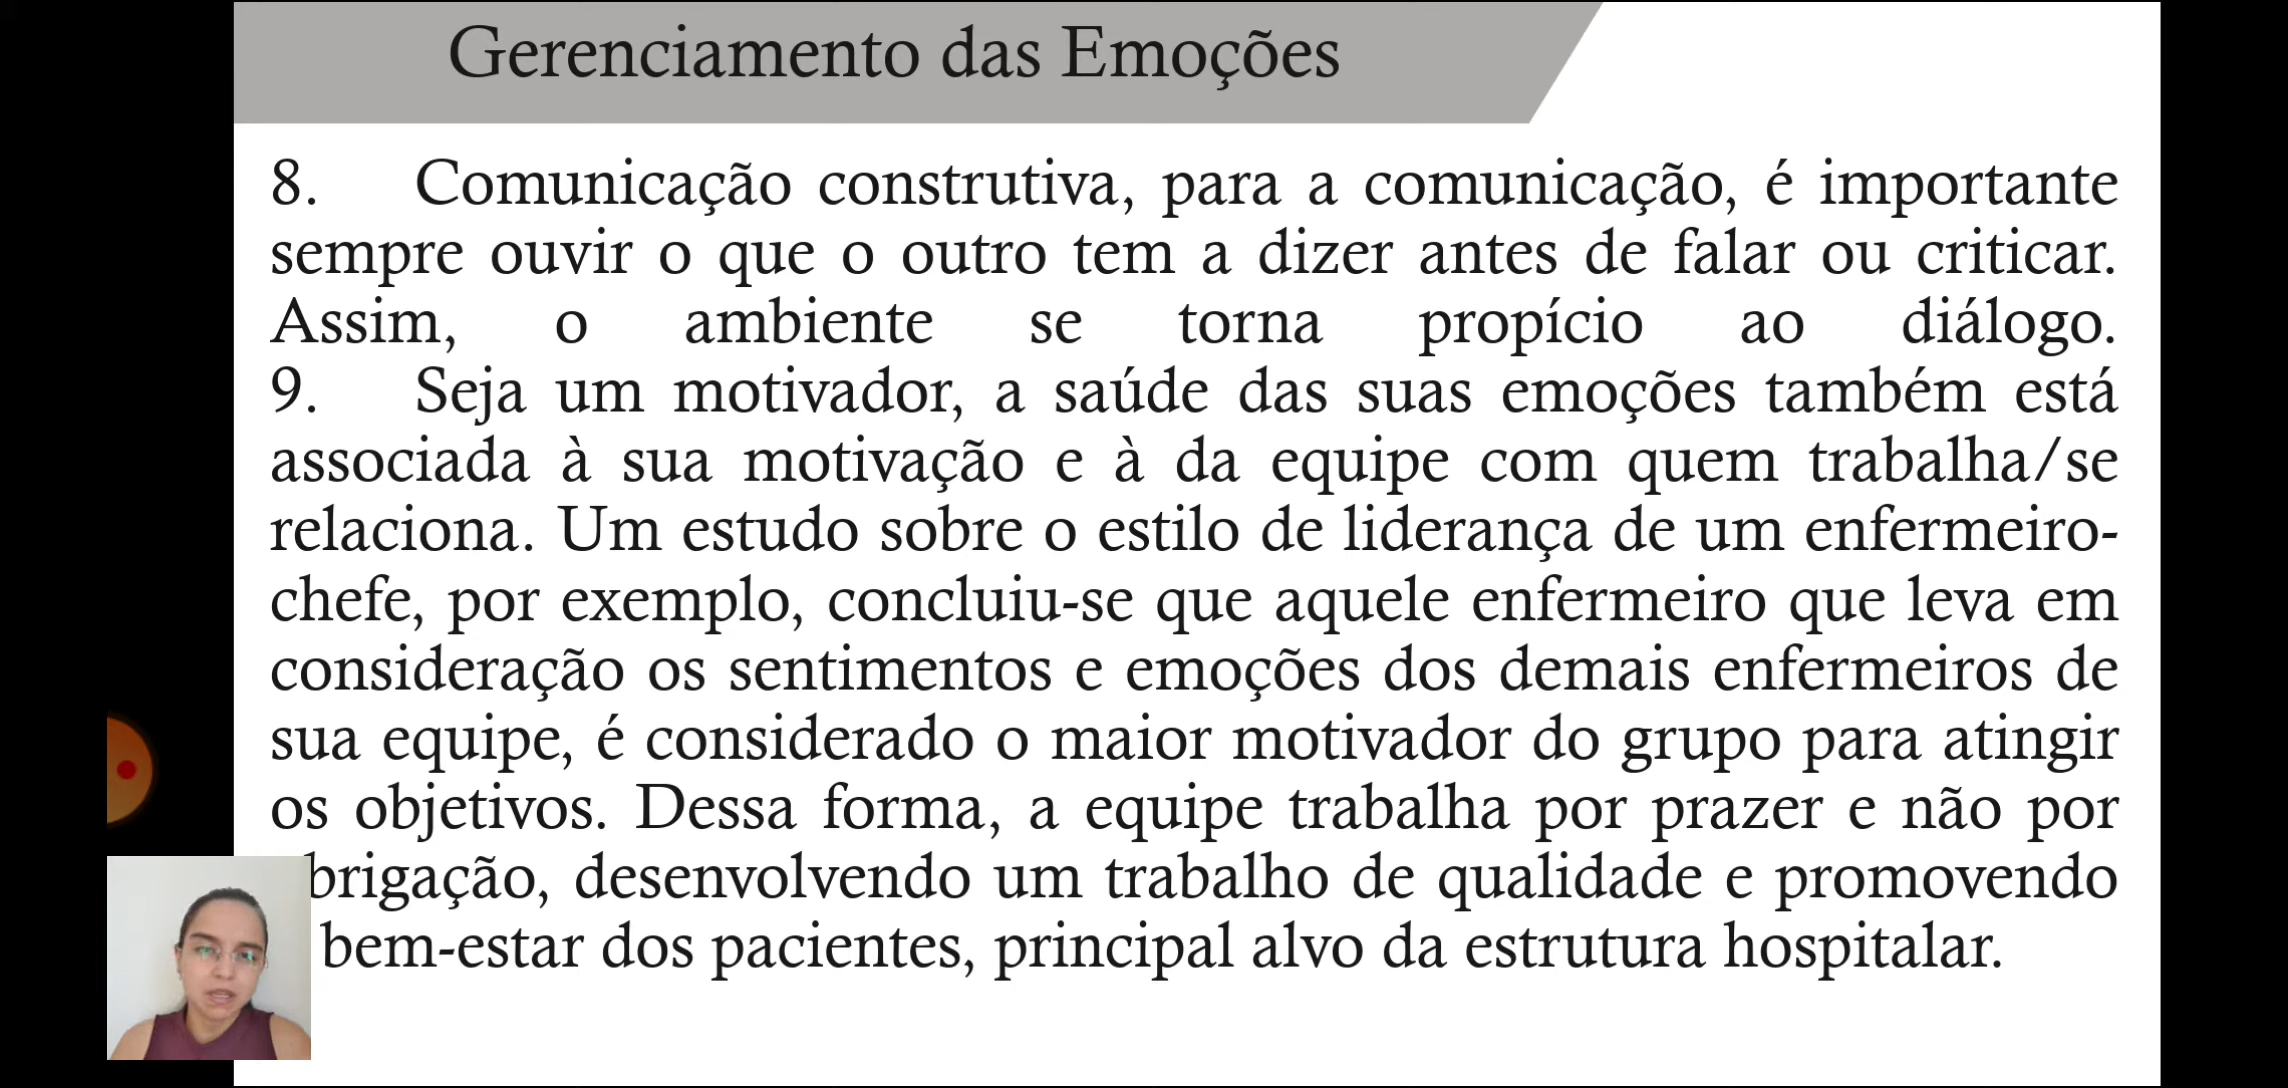 Gerenciamento das Emoções
8. Comunicação construtiva, para a comunicação, é importante
sempre ouvir o que o outro tem a dizer antes de falar ou criticar.
Assim, o ambiente se torna propício ao diálogo.
9. Seja um motivador, a saúde das suas emoções também está
associada à sua motivação e à da equipe com quem trabalha/se
relaciona. Um estudo sobre o estilo de liderança de um enfermeiro-
chefe, por exemplo, concluiu-se que aquele enfermeiro que leva em
consideração os sentimentos e emoções dos demais enfermeiros de
sua equipe, é considerado o maior motivador do grupo para atingir
os objetivos. Dessa forma, a equipe trabalha por prazer e não por
brigação, desenvolvendo um trabalho de qualidade e promovendo
bem-estar dos pacientes, principal alvo da estrutura hospitalar.